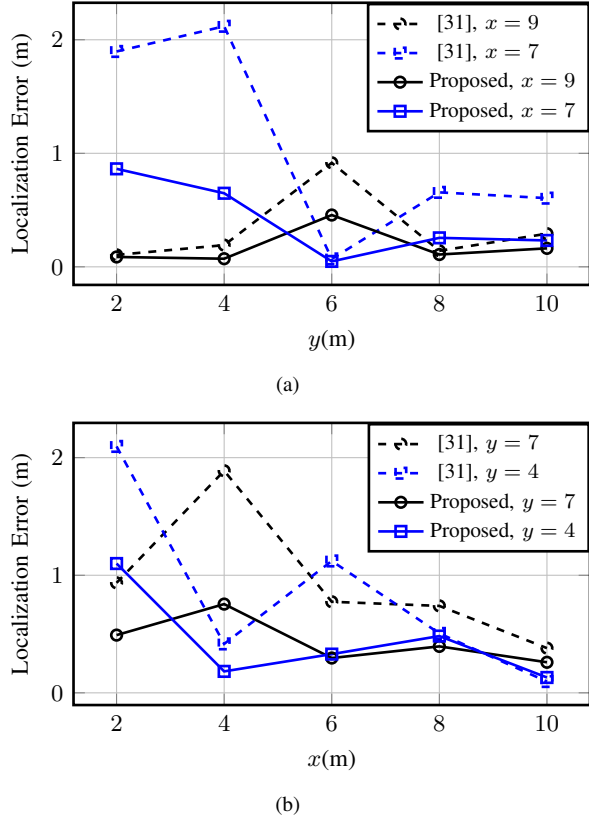 Localization Error (m)
2
1
0
[31], x = 9
[31], x = 7
Proposed, x = 9
Proposed, x = 7
2 4 6 8 10
y(m)
(a)
Localization Error (m)
2
1
0
[31], y = 7
[31], y = 4
Proposed, y = 7
Proposed, y = 4
2 4 6 8 10
x(m)
(b)